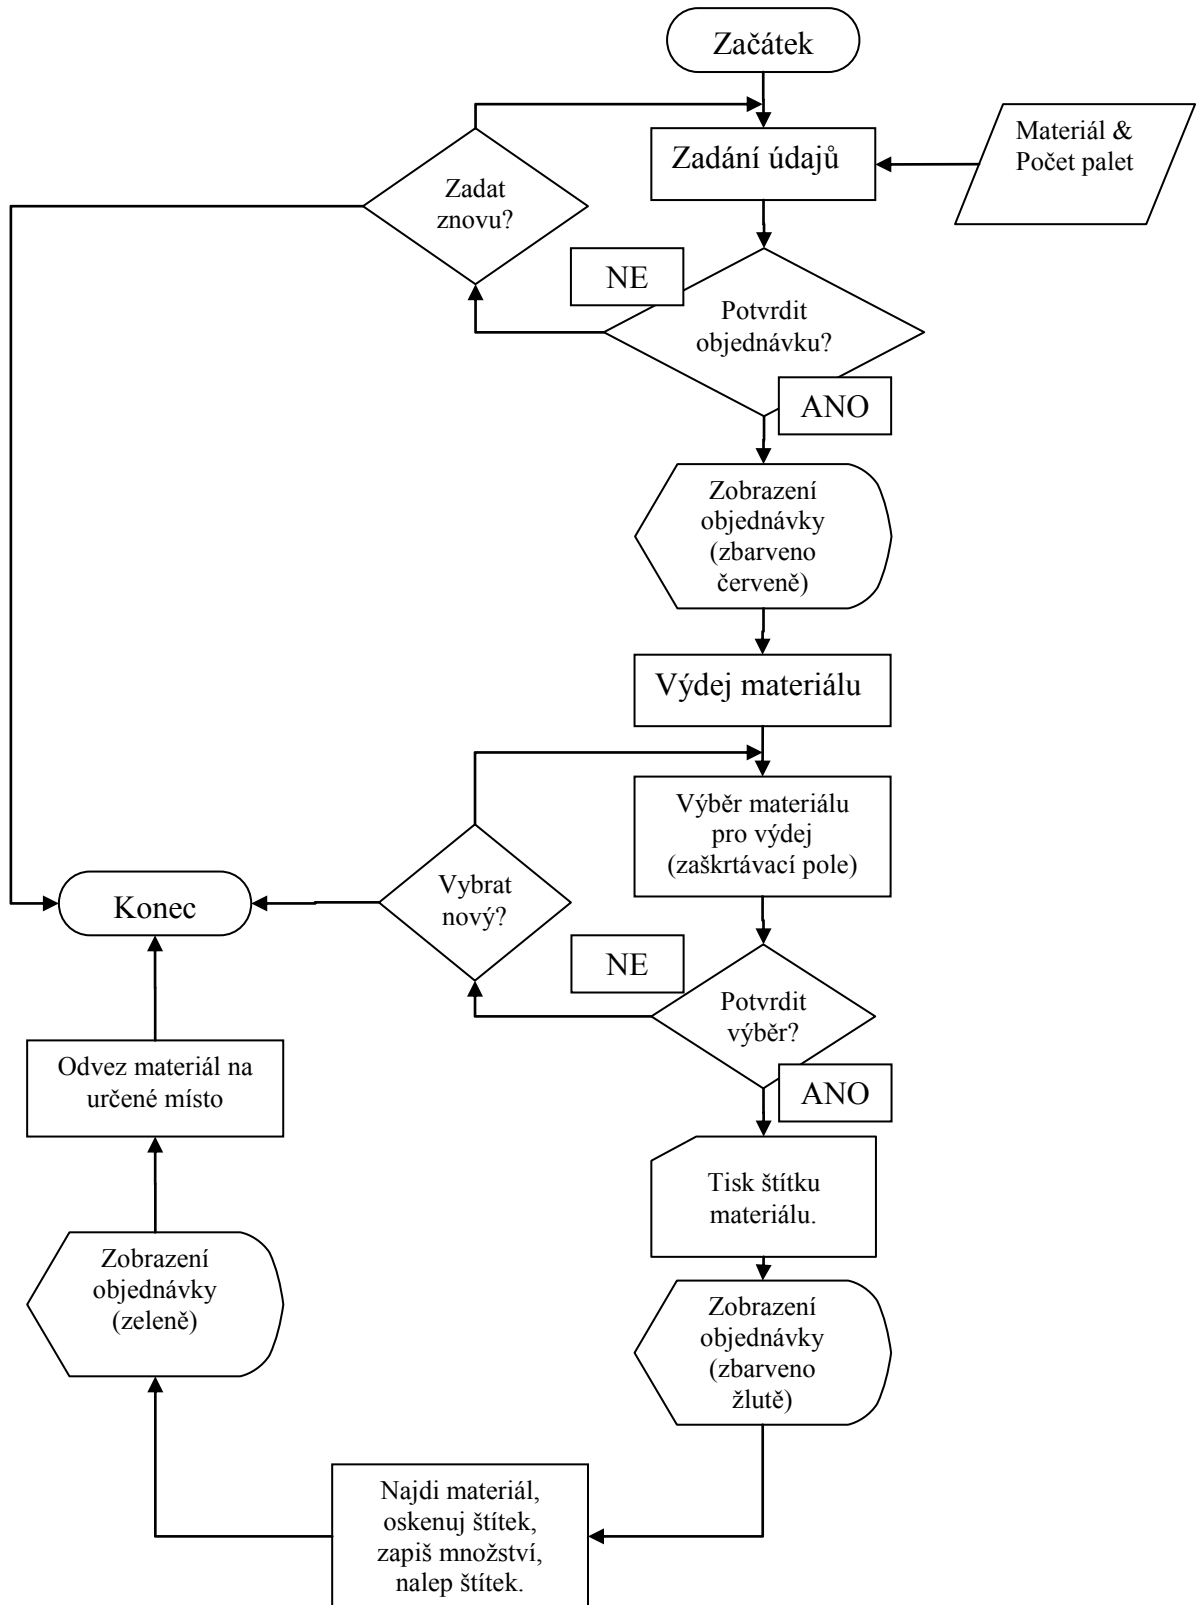 Začátek
Zadání údajů
Materiál &
Počet palet
Zadat
znovu?
NE
Potvrdit
objednávku?
ANO
Zobrazení
objednávky
(zbarveno
červeně)
Výdej materiálu
Výběr materiálu
pro výdej
(zaškrtávací pole)
Vybrat
nový?
Konec
NE
Potvrdit
výběr?
ANO
Odvez materiál na
určené místo
Tisk štítku
materiálu.
Zobrazení
objednávky
(zeleně)
Zobrazení
objednávky
(zbarveno
žlutě)
Najdi materiál,
oskenuj štítek,
zapiš množství,
nalep štítek.